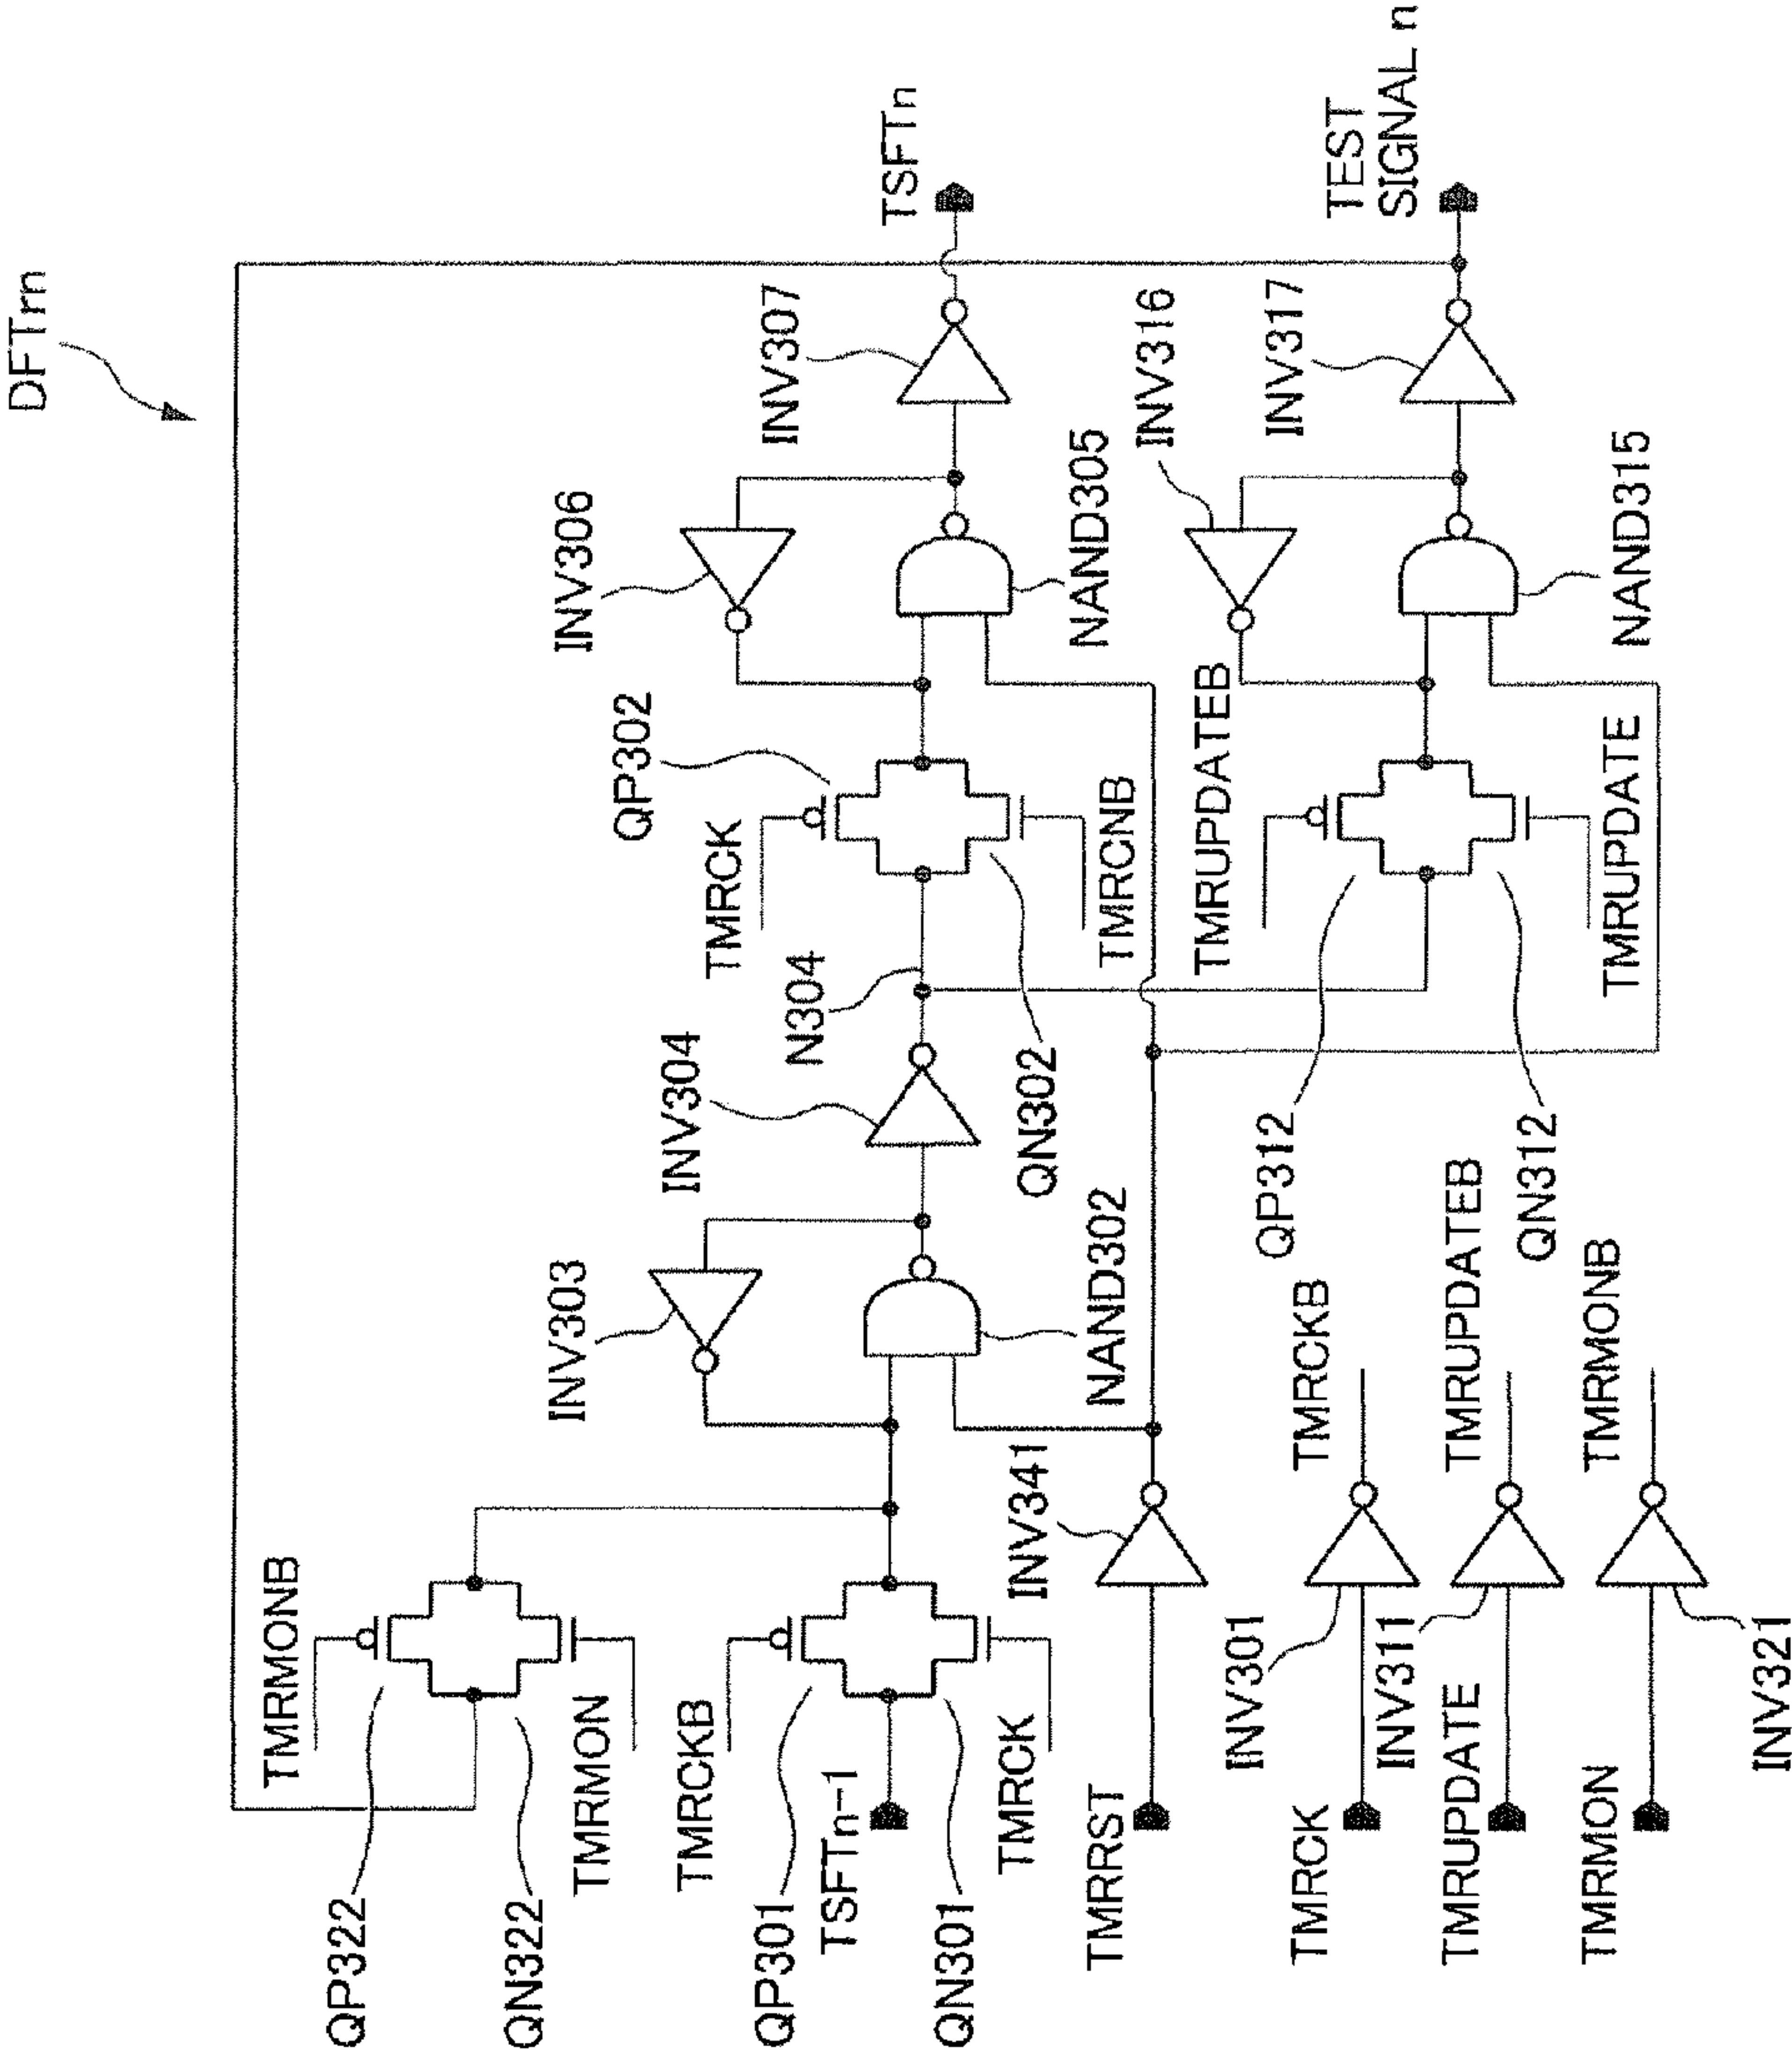 DFTrn
TMRMONB
QP322
QN322
TMRMON
TMRCKB
QP301
TSFTn-1
QN301
TMRCK
INV303
NAND302
INV304
N304
TMRCK
QP302
QN302
TMRCNB
INV306
NAND305
INV307
TSFTn
TMRRST
INV341
TMRUPDATEB
QP312
QN312
TMRUPDATE
INV316
NAND315
INV317
TEST
SIGNAL n
TMRCK
INV301
TMRCKB
TMRUPDATE
INV311
TMRUPDATEB
TMRMON
INV321
TMRMONB